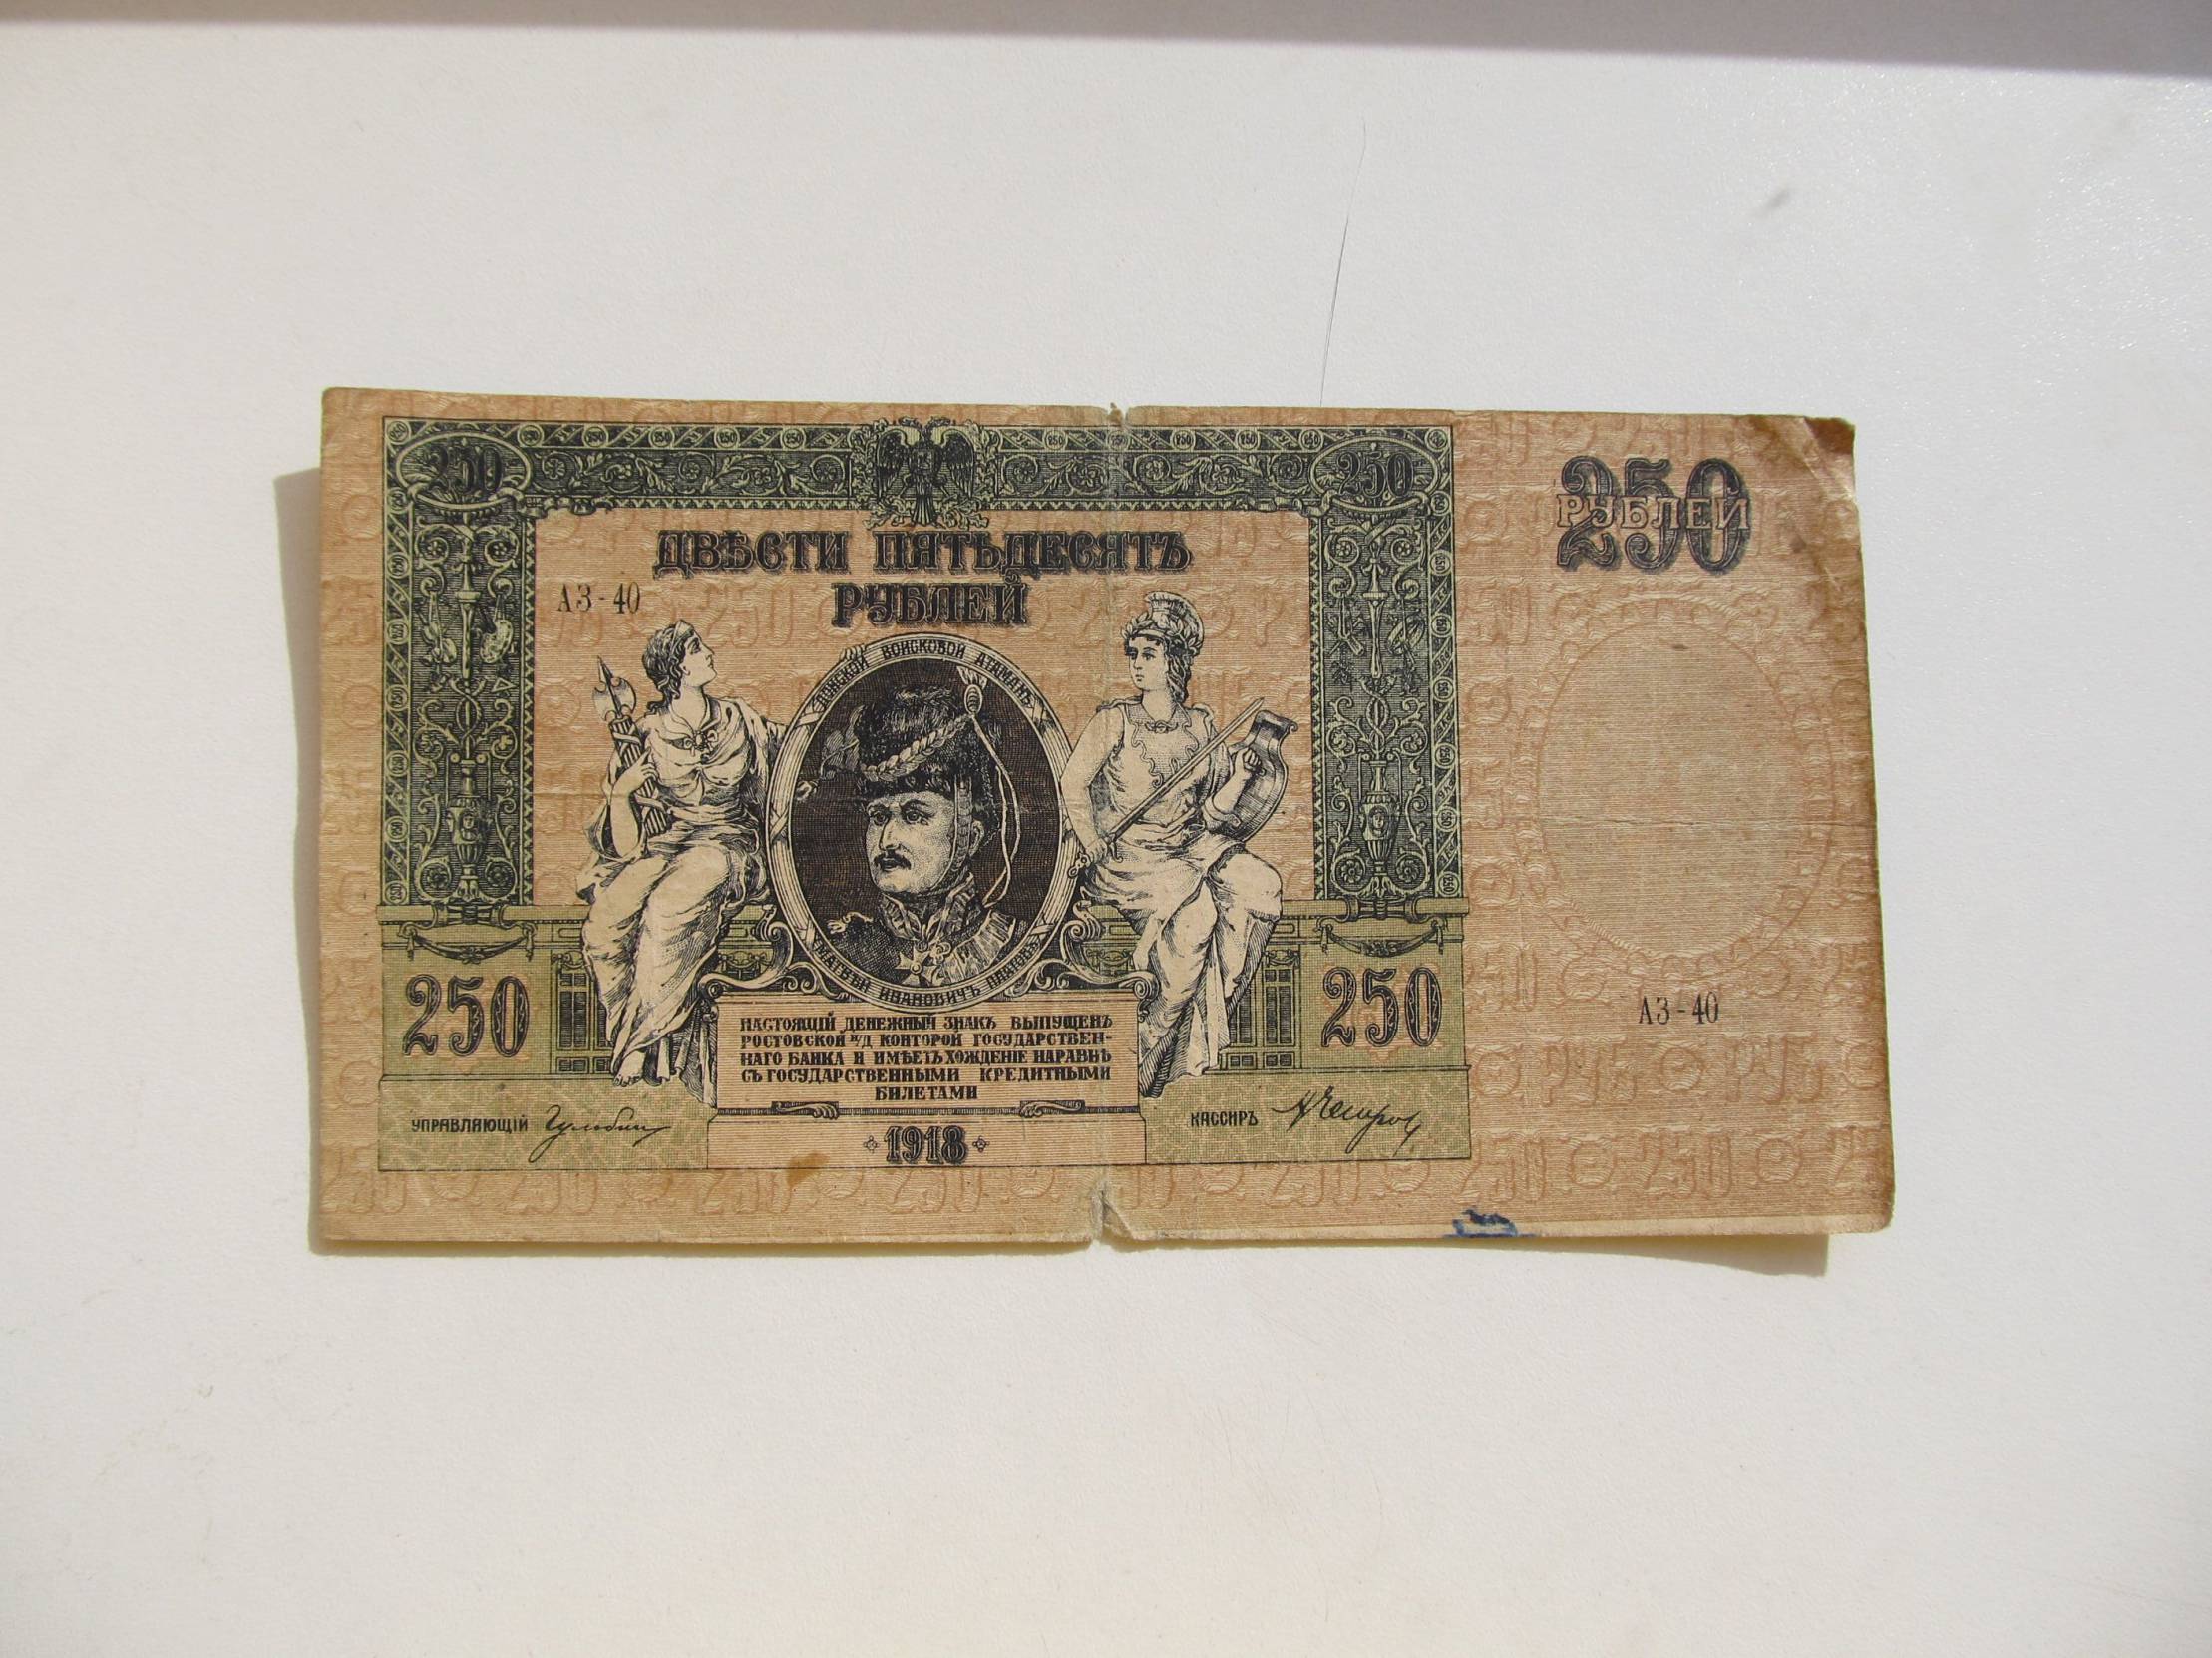 250
250
ДВѢСТИ ПЯТЬДЕСЯТЪ
РУБЛЕЙ
АЗ-40
250
РУБЛЕЙ
ДОНСКОЙ ВОЙСКОВОЙ АТАМАНЪ
МАТВѢЙ ИВАНОВИЧЪ ПЛАТОВЪ
250
250
АЗ-40
НАСТОЯЩІЙ ДЕНЕЖНЫЙ ЗНАКЪ ВЫПУЩЕНЪ
РОСТОВСКОЙ Н/Д КОНТОРОЙ ГОСУДАРСТВЕН-
НАГО БАНКА И ИМѢЕТЪ ХОЖДЕНІЕ НАРАВНѢ
СЪ ГОСУДАРСТВЕННЫМИ КРЕДИТНЫМИ
БИЛЕТАМИ
УПРАВЛЯЮЩІЙ
КАССИРЪ
1918